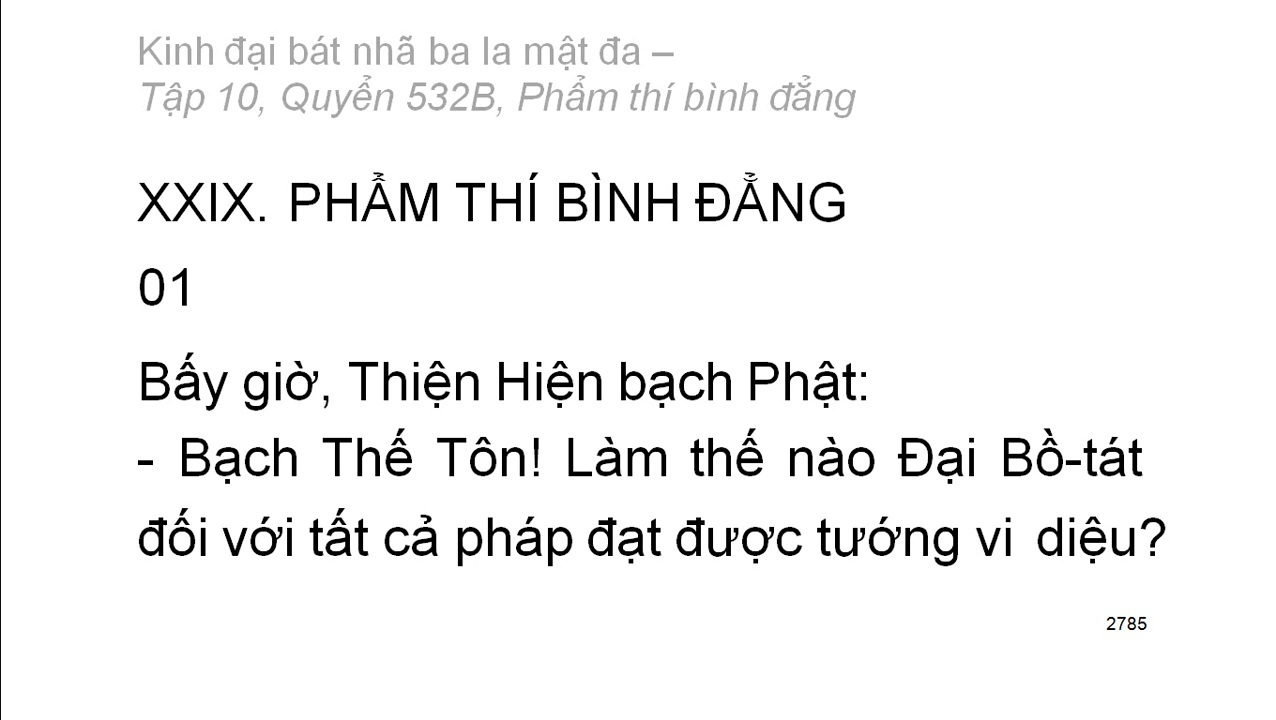 Kinh đại bát nhã ba la mật đa –
Tập 10, Quyển 532B, Phẩm thí bình đẳng
XXIX. PHẨM THÍ BÌNH ĐẲNG
01
Bấy giờ, Thiện Hiện bạch Phật:
- Bạch Thế Tôn! Làm thế nào Đại Bồ-tát
đối với tất cả pháp đạt được tướng vi diệu?
2785